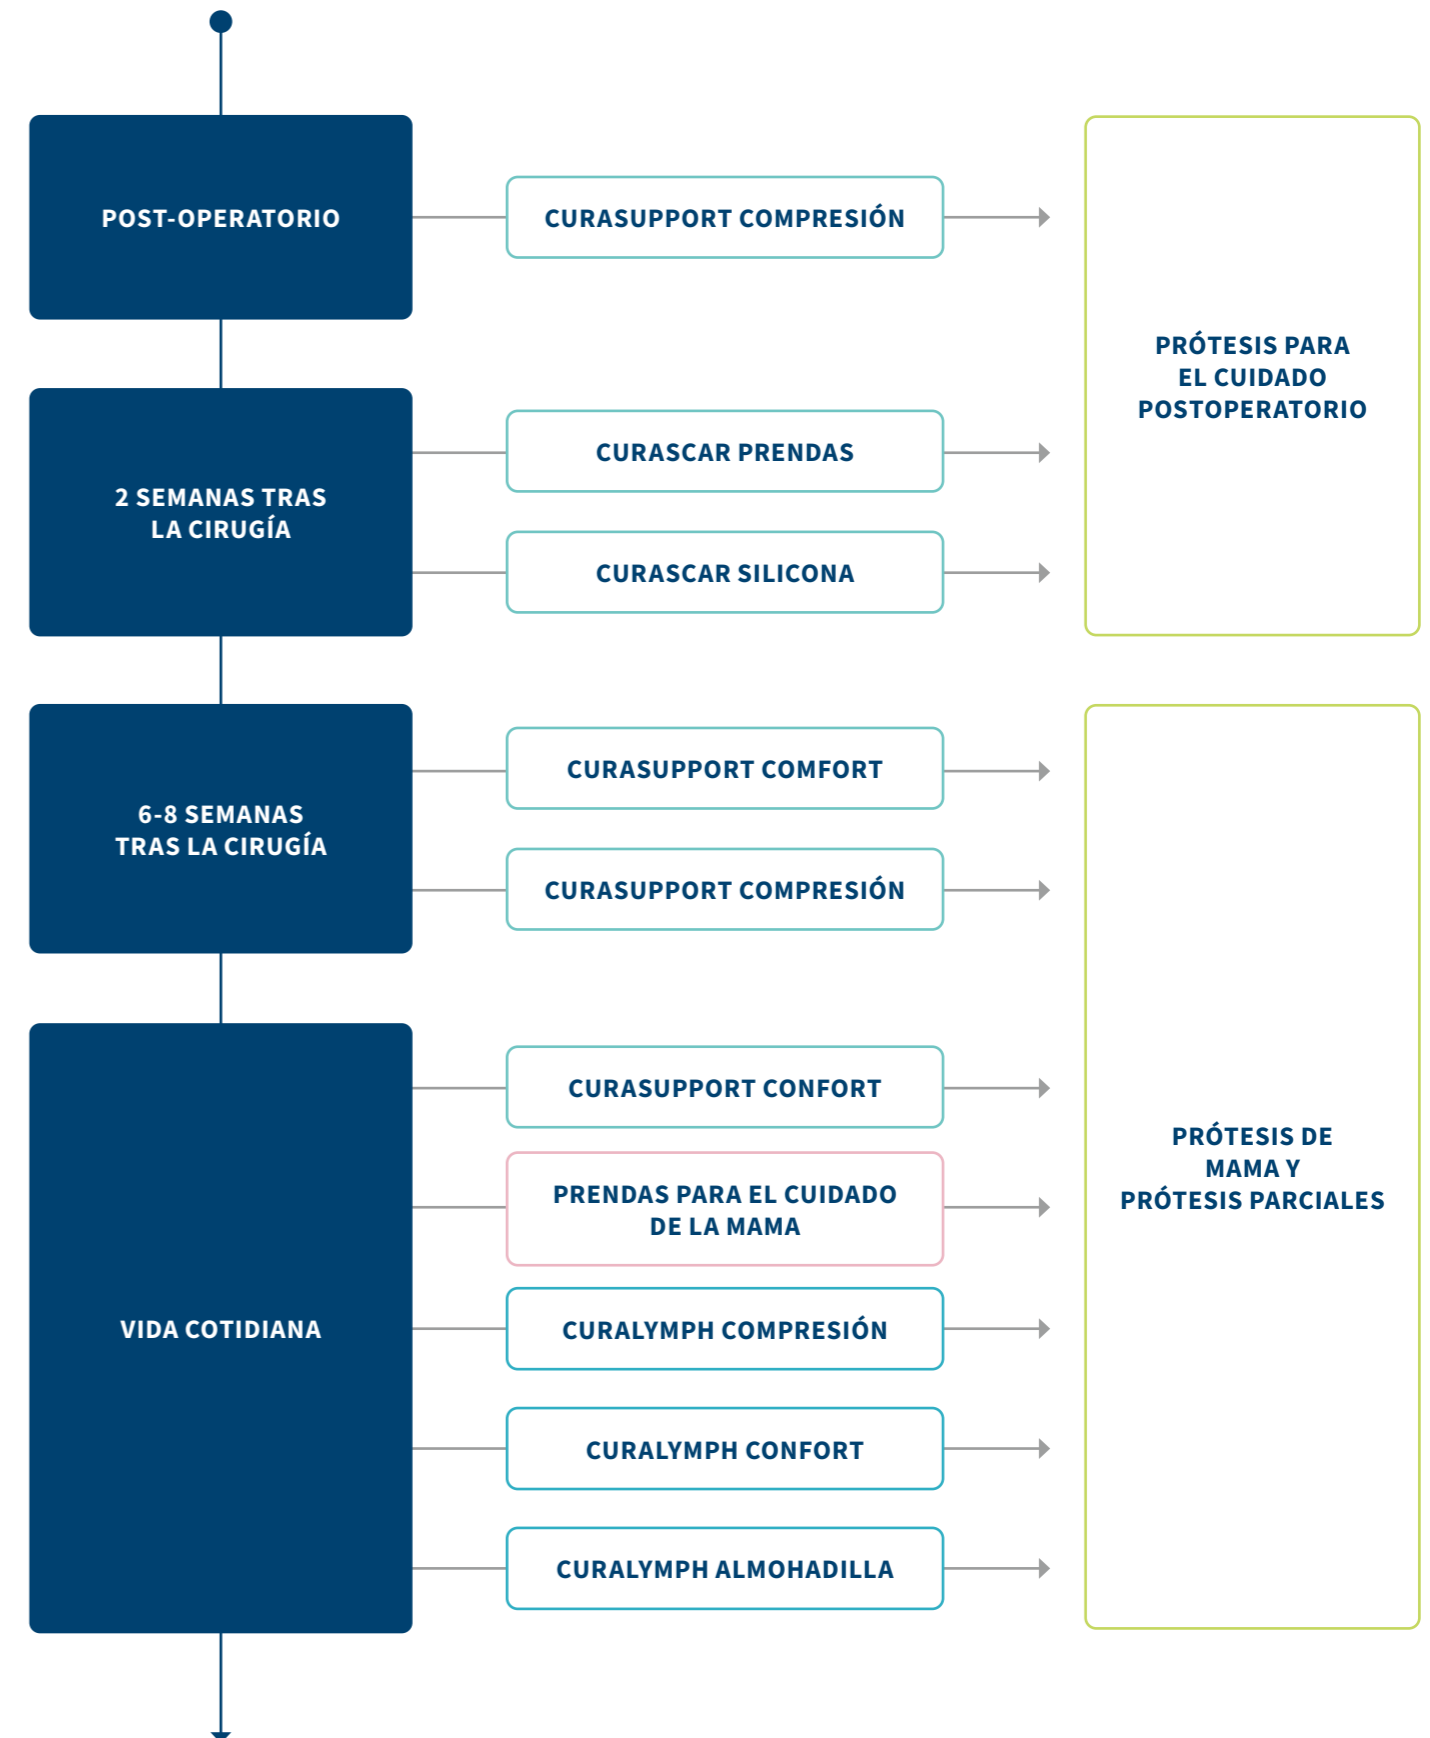 POST-OPERATORIO
CURASUPPORT COMPRESIÓN
PRÓTESIS PARA
EL CUIDADO
POSTOPERATORIO
2 SEMANAS TRAS
LA CIRUGÍA
CURASCAR PRENDAS
CURASCAR SILICONA
6-8 SEMANAS
TRAS LA CIRUGÍA
CURASUPPORT COMFORT
CURASUPPORT COMPRESIÓN
VIDA COTIDIANA
CURASUPPORT CONFORT
PRENDAS PARA EL CUIDADO
DE LA MAMA
CURALYMPH COMPRESIÓN
CURALYMPH CONFORT
CURALYMPH ALMOHADILLA
PRÓTESIS DE
MAMA Y
PRÓTESIS PARCIALES